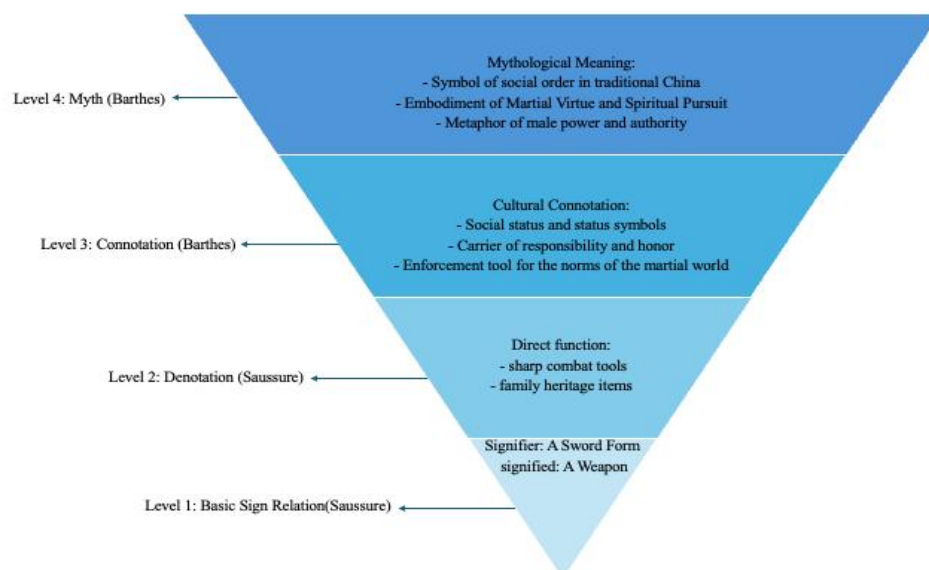 Mythological Meaning:
- Symbol of social order in traditional China
Level 4: Myth (Barthes)
- Embodiment of Martial Virtue and Spiritual Pursuit
- Metaphor of male power and authority
Cultural Connotation:
- Social status and status symbols
Level 3: Connotation (Barthes)
- Carrier of responsibility and honor
- Enforcement tool for the norms of the martial world
Direct function:
- sharp combat tools
Level 2: Denotation (Saussure)
- family heritage items
Signifier: A Sword Form
signified: A Weapon
Level 1: Basic Sign Relation(Saussure)